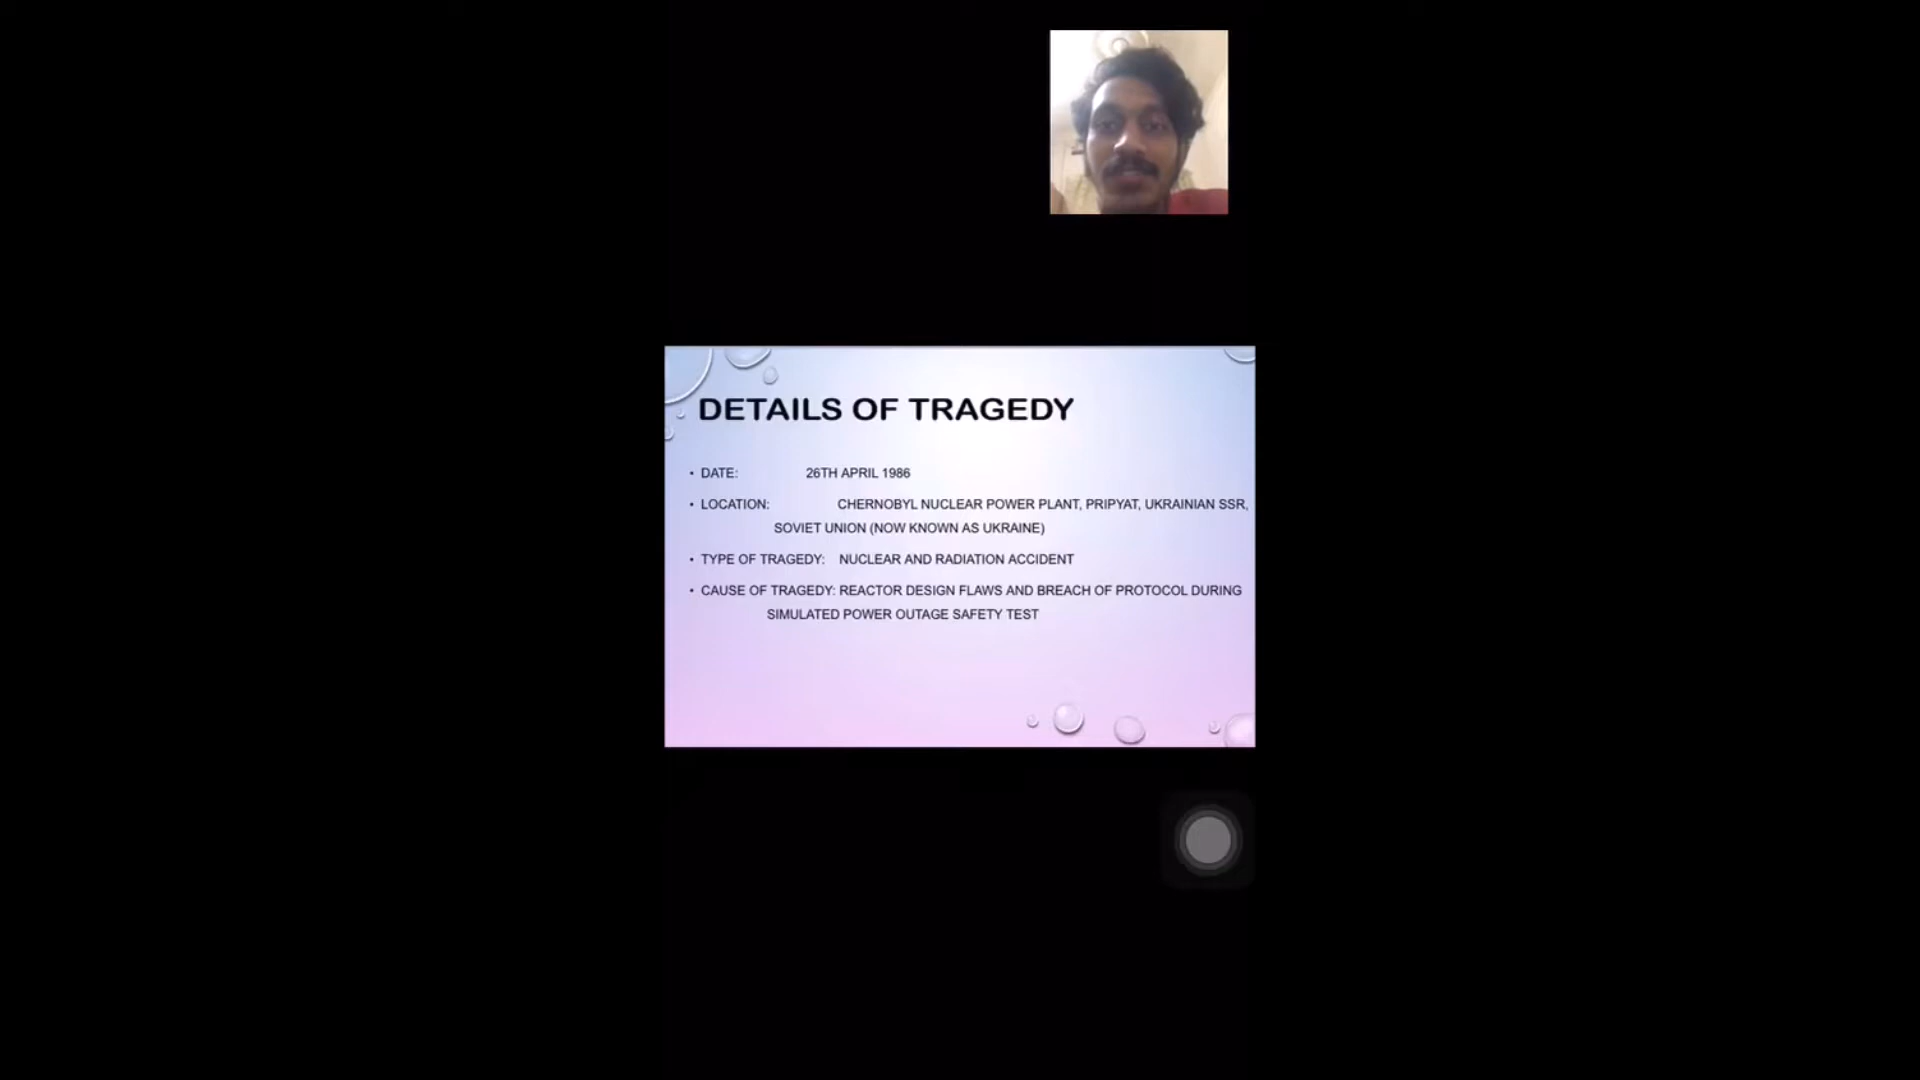 DETAILS OF TRAGEDY
• DATE: 26TH APRIL 1986
• LOCATION: CHERNOBYL NUCLEAR POWER PLANT, PRIPYAT, UKRAINIAN SSR,
SOVIET UNION (NOW KNOWN AS UKRAINE)
• TYPE OF TRAGEDY: NUCLEAR AND RADIATION ACCIDENT
• CAUSE OF TRAGEDY: REACTOR DESIGN FLAWS AND BREACH OF PROTOCOL DURING
SIMULATED POWER OUTAGE SAFETY TEST